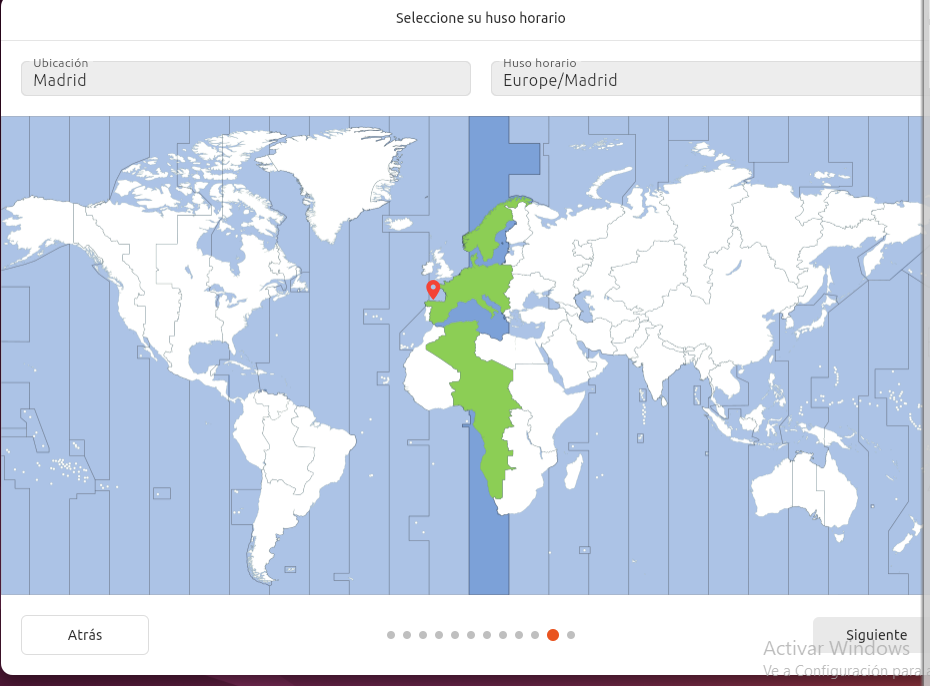 Seleccione su huso horario
Ubicación
Madrid
Huso horario
Europe/Madrid
Atrás
Siguiente
Activar Windows
Ve a Configuración para